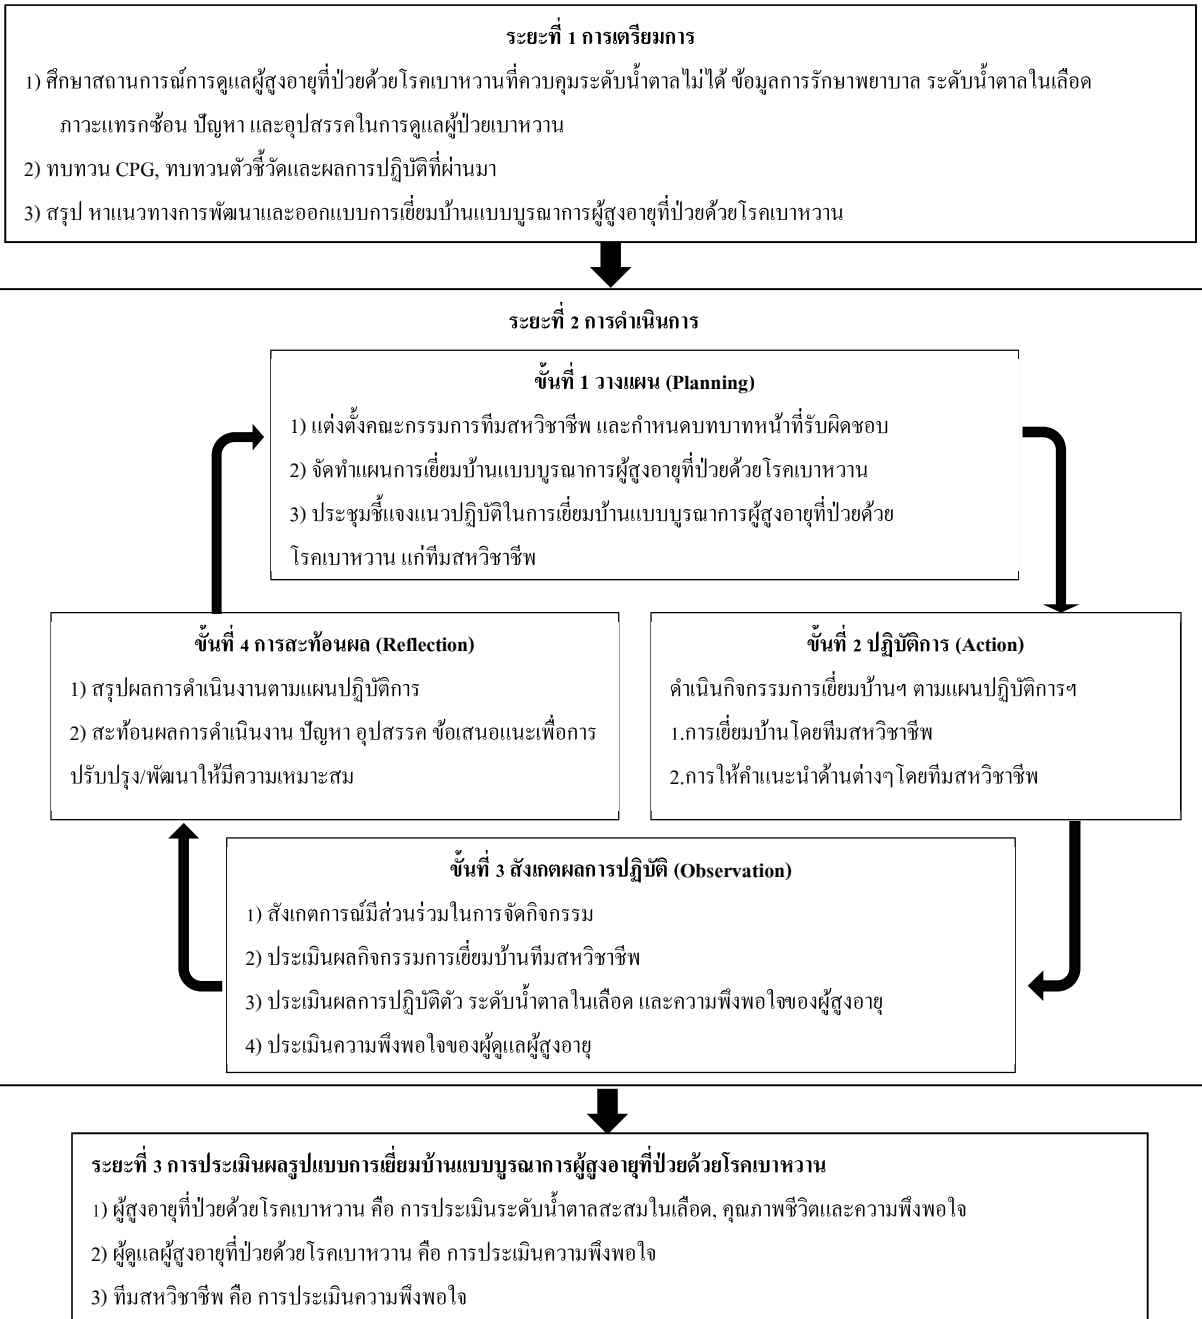 ระยะที่ 1 การเตรียมการ
1) ศึกษาสถานการณ์การดูแลผู้สูงอายุที่ป่วยด้วยโรคเบาหวานที่ควบคุมระดับน้ำตาลไม่ได้ ข้อมูลการรักษาพยาบาล ระดับน้ำตาลในเลือด
ภาวะแทรกซ้อน ปัญหา และอุปสรรคในการดูแลผู้ป่วยเบาหวาน
2) ทบทวน CPG, ทบทวนตัวชี้วัดและผลการปฏิบัติที่ผ่านมา
3) สรุป หาแนวทางการพัฒนาและออกแบบการเยี่ยมบ้านแบบบูรณาการผู้สูงอายุที่ป่วยด้วยโรคเบาหวาน
ระยะที่ 2 การดำเนินการ
ขั้นที่ 1 วางแผน (Planning)
1) แต่งตั้งคณะกรรมการทีมสหวิชาชีพ และกำหนดบทบาทหน้าที่รับผิดชอบ
2) จัดทำแผนการเยี่ยมบ้านแบบบูรณาการผู้สูงอายุที่ป่วยด้วยโรคเบาหวาน
3) ประชุมชี้แจงแนวปฏิบัติในการเยี่ยมบ้านแบบบูรณาการผู้สูงอายุที่ป่วยด้วย
โรคเบาหวาน แก่ทีมสหวิชาชีพ
ขั้นที่ 4 การสะท้อนผล (Reflection)
1) สรุปผลการดำเนินงานตามแผนปฏิบัติการ
2) สะท้อนผลการดำเนินงาน ปัญหา อุปสรรค ข้อเสนอแนะเพื่อการ
ปรับปรุง/พัฒนาให้มีความเหมาะสม
ขั้นที่ 2 ปฏิบัติการ (Action)
ดำเนินกิจกรรมการเยี่ยมบ้านฯ ตามแผนปฏิบัติการฯ
1.การเยี่ยมบ้านโดยทีมสหวิชาชีพ
2.การให้คำแนะนำด้านต่างๆโดยทีมสหวิชาชีพ
ขั้นที่ 3 สังเกตผลการปฏิบัติ (Observation)
1) สังเกตการณ์มีส่วนร่วมในการจัดกิจกรรม
2) ประเมินผลกิจกรรมการเยี่ยมบ้านทีมสหวิชาชีพ
3) ประเมินผลการปฏิบัติตัว ระดับน้ำตาลในเลือด และความพึงพอใจของผู้สูงอายุ
4) ประเมินความพึงพอใจของผู้ดูแลผู้สูงอายุ
ระยะที่ 3 การประเมินผลรูปแบบการเยี่ยมบ้านแบบบูรณาการผู้สูงอายุที่ป่วยด้วยโรคเบาหวาน
1) ผู้สูงอายุที่ป่วยด้วยโรคเบาหวาน คือ การประเมินระดับน้ำตาลสะสมในเลือด, คุณภาพชีวิตและความพึงพอใจ
2) ผู้ดูแลผู้สูงอายุที่ป่วยด้วยโรคเบาหวาน คือ การประเมินความพึงพอใจ
3) ทีมสหวิชาชีพ คือ การประเมินความพึงพอใจ